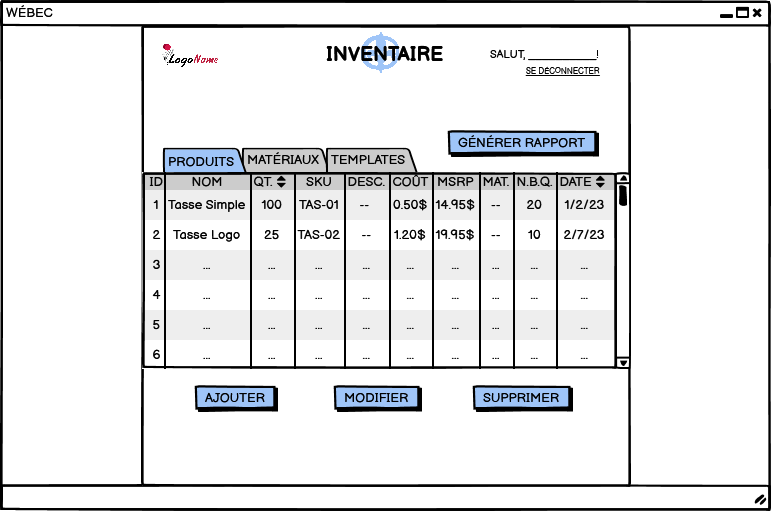 WÉBEC
LogoName
INVENTAIRE
SALUT, ____________!
SE DÉCONNECTER
GÉNÉRER RAPPORT
PRODUITS MATÉRIAUX TEMPLATES
ID NOM QT. SKU DESC. COÛT MSRP MAT. N.B.Q. DATE
1 Tasse Simple 100 TAS-01 -- 0.50$ 14.95$ -- 20 1/2/23
2 Tasse Logo 25 TAS-02 -- 1.20$ 19.95$ -- 10 2/7/23
3 ... ... ... ... ... ... ... ... ...
4 ... ... ... ... ... ... ... ... ...
5 ... ... ... ... ... ... ... ... ...
6 ... ... ... ... ... ... ... ... ...
AJOUTER MODIFIER SUPPRIMER